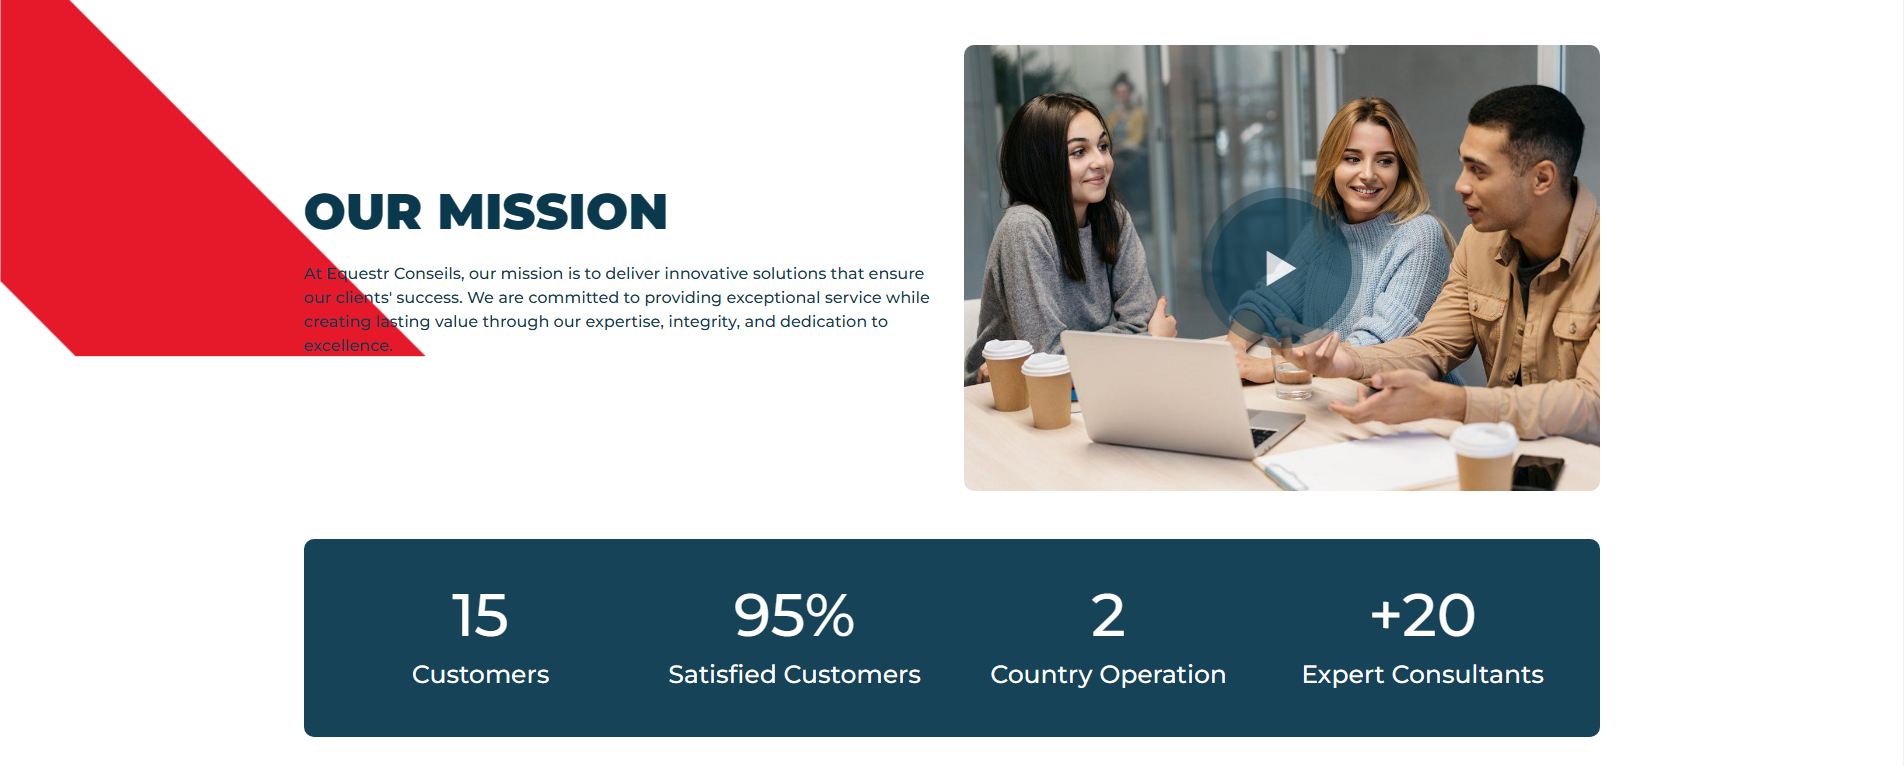 OUR MISSION
At Equestr Conseils, our mission is to deliver innovative solutions that ensure
our clients' success. We are committed to providing exceptional service while
creating lasting value through our expertise, integrity, and dedication to
excellence.
15
Customers
95%
Satisfied Customers
2
Country Operation
+20
Expert Consultants